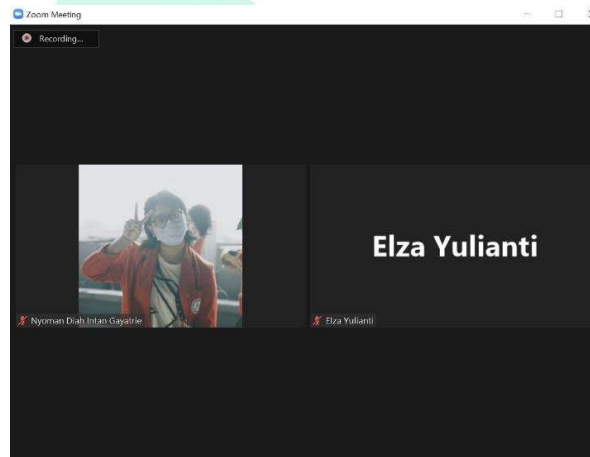 Zoom Meeting
Recording...
Elza Yulianti
Nyoman Diah Intan Gayatrie
Elza Yulianti